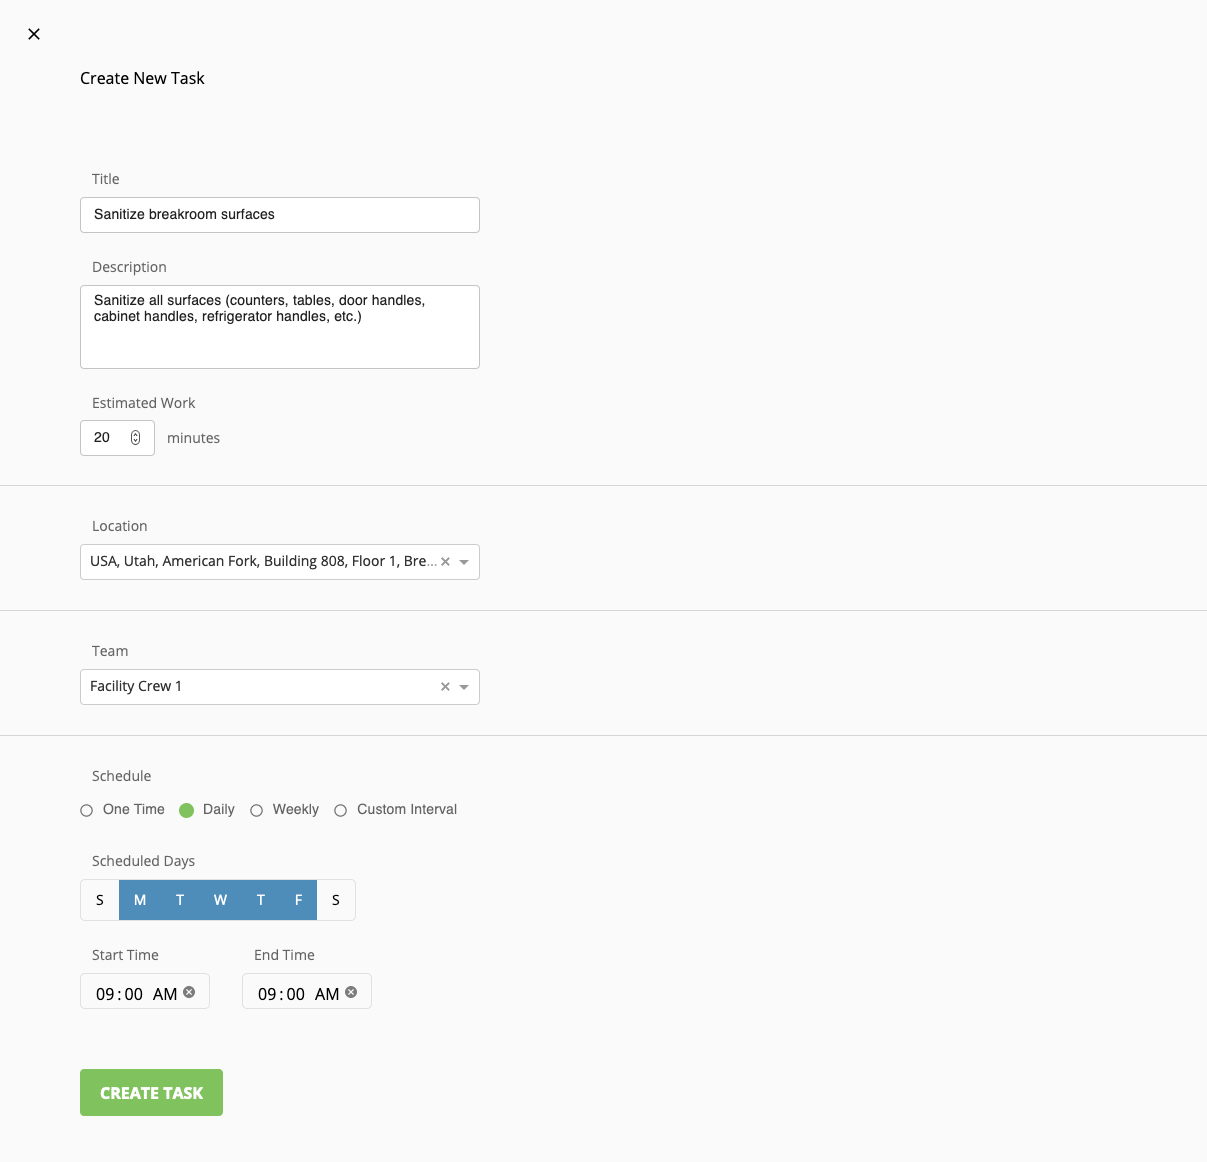 Create New Task
Title
Sanitize breakroom surfaces
Description
Sanitize all surfaces (counters, tables, door handles,
cabinet handles, refrigerator handles, etc.)
Estimated Work
20 minutes
Location
USA, Utah, American Fork, Building 808, Floor 1, Bre...
Team
Facility Crew 1
Schedule
One Time Daily Weekly Custom Interval
Scheduled Days
S M T W T F S
Start Time End Time
09:00 AM 09:00 AM
CREATE TASK